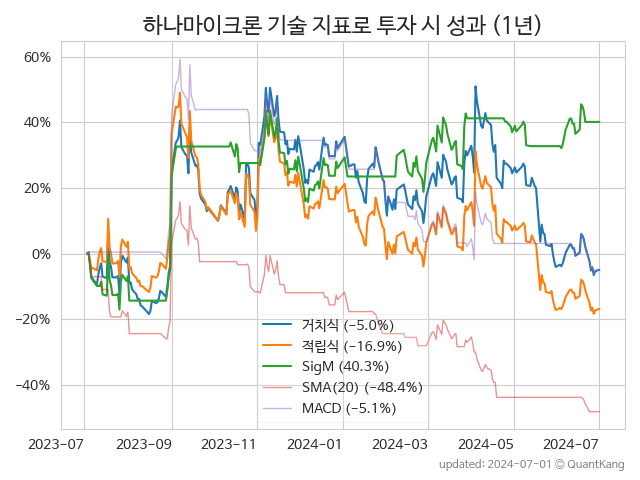 하나마이크론 기술 지표로 투자 시 성과 (1년)
60%
40%
20%
0%
−20%
−40%
거치식 (−5.0%)
적립식 (−16.9%)
SigM (40.3%)
SMA(20) (−48.4%)
MACD (−5.1%)
2023-07 2023-09 2023-11 2024-01 2024-03 2024-05 2024-07
updated: 2024-07-01 © QuantKang